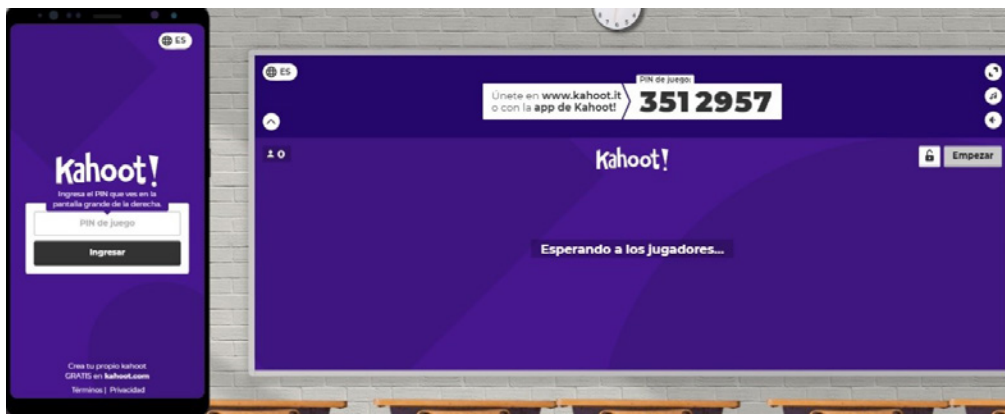 ES
Kahoot!
Ingresa el PIN que ves en la
pantalla grande de la derecha.
PIN de juego
Ingresar
Crea tu propio kahoot
GRATIS en kahoot.com
Términos | Privacidad
ES
Únete en www.kahoot.it
o con la app de Kahoot!
PIN de juego:
351 2957
0
Kahoot!
Empezar
Esperando a los jugadores...